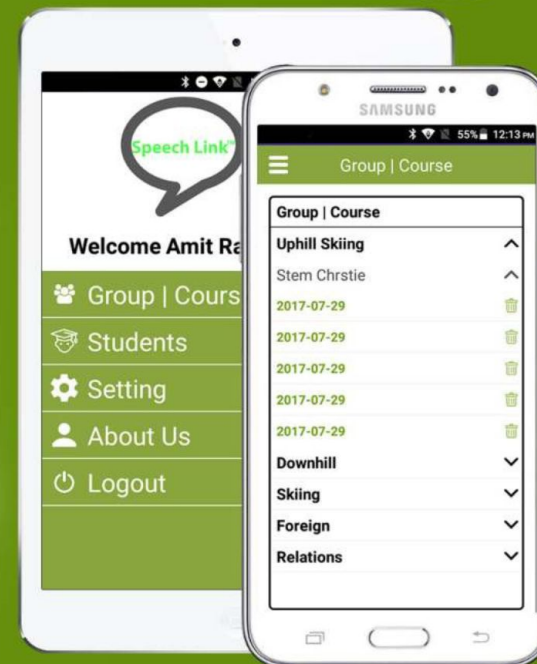 Speech Link™
Welcome Amit Ra
Group | Cours
Students
Setting
About Us
Logout
SAMSUNG
55% 12:13 PM
Group | Course
Group | Course
Uphill Skiing
Stem Chrstie
2017-07-29
2017-07-29
2017-07-29
2017-07-29
2017-07-29
Downhill
Skiing
Foreign
Relations